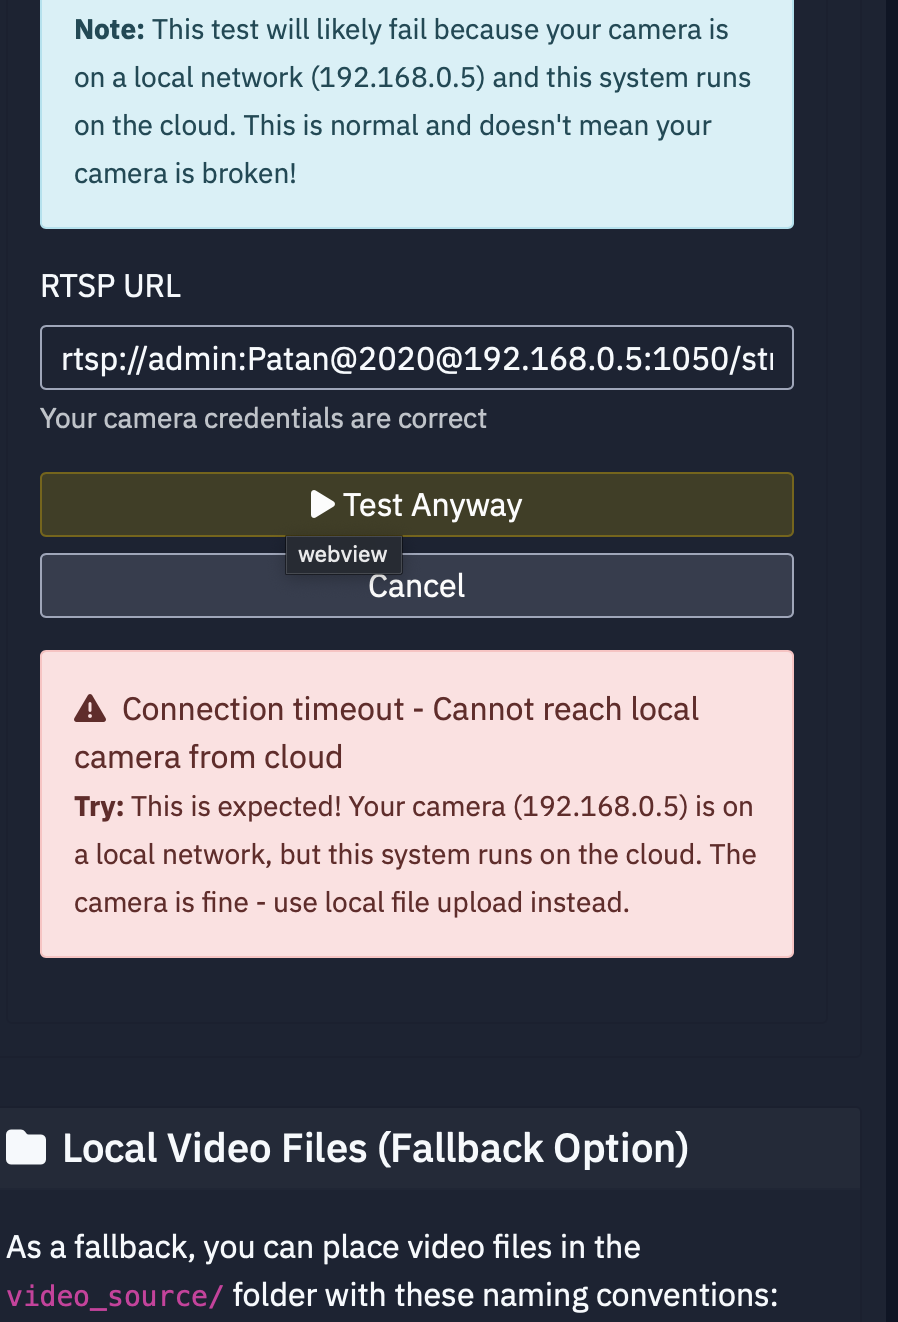 Note: This test will likely fail because your camera is
on a local network (192.168.0.5) and this system runs
on the cloud. This is normal and doesn't mean your
camera is broken!
RTSP URL
rtsp://admin:Patan@2020@192.168.0.5:1050/str
Your camera credentials are correct
Test Anyway
webview
Cancel
Connection timeout - Cannot reach local
camera from cloud
Try: This is expected! Your camera (192.168.0.5) is on
a local network, but this system runs on the cloud. The
camera is fine - use local file upload instead.
Local Video Files (Fallback Option)
As a fallback, you can place video files in the
video_source/ folder with these naming conventions: